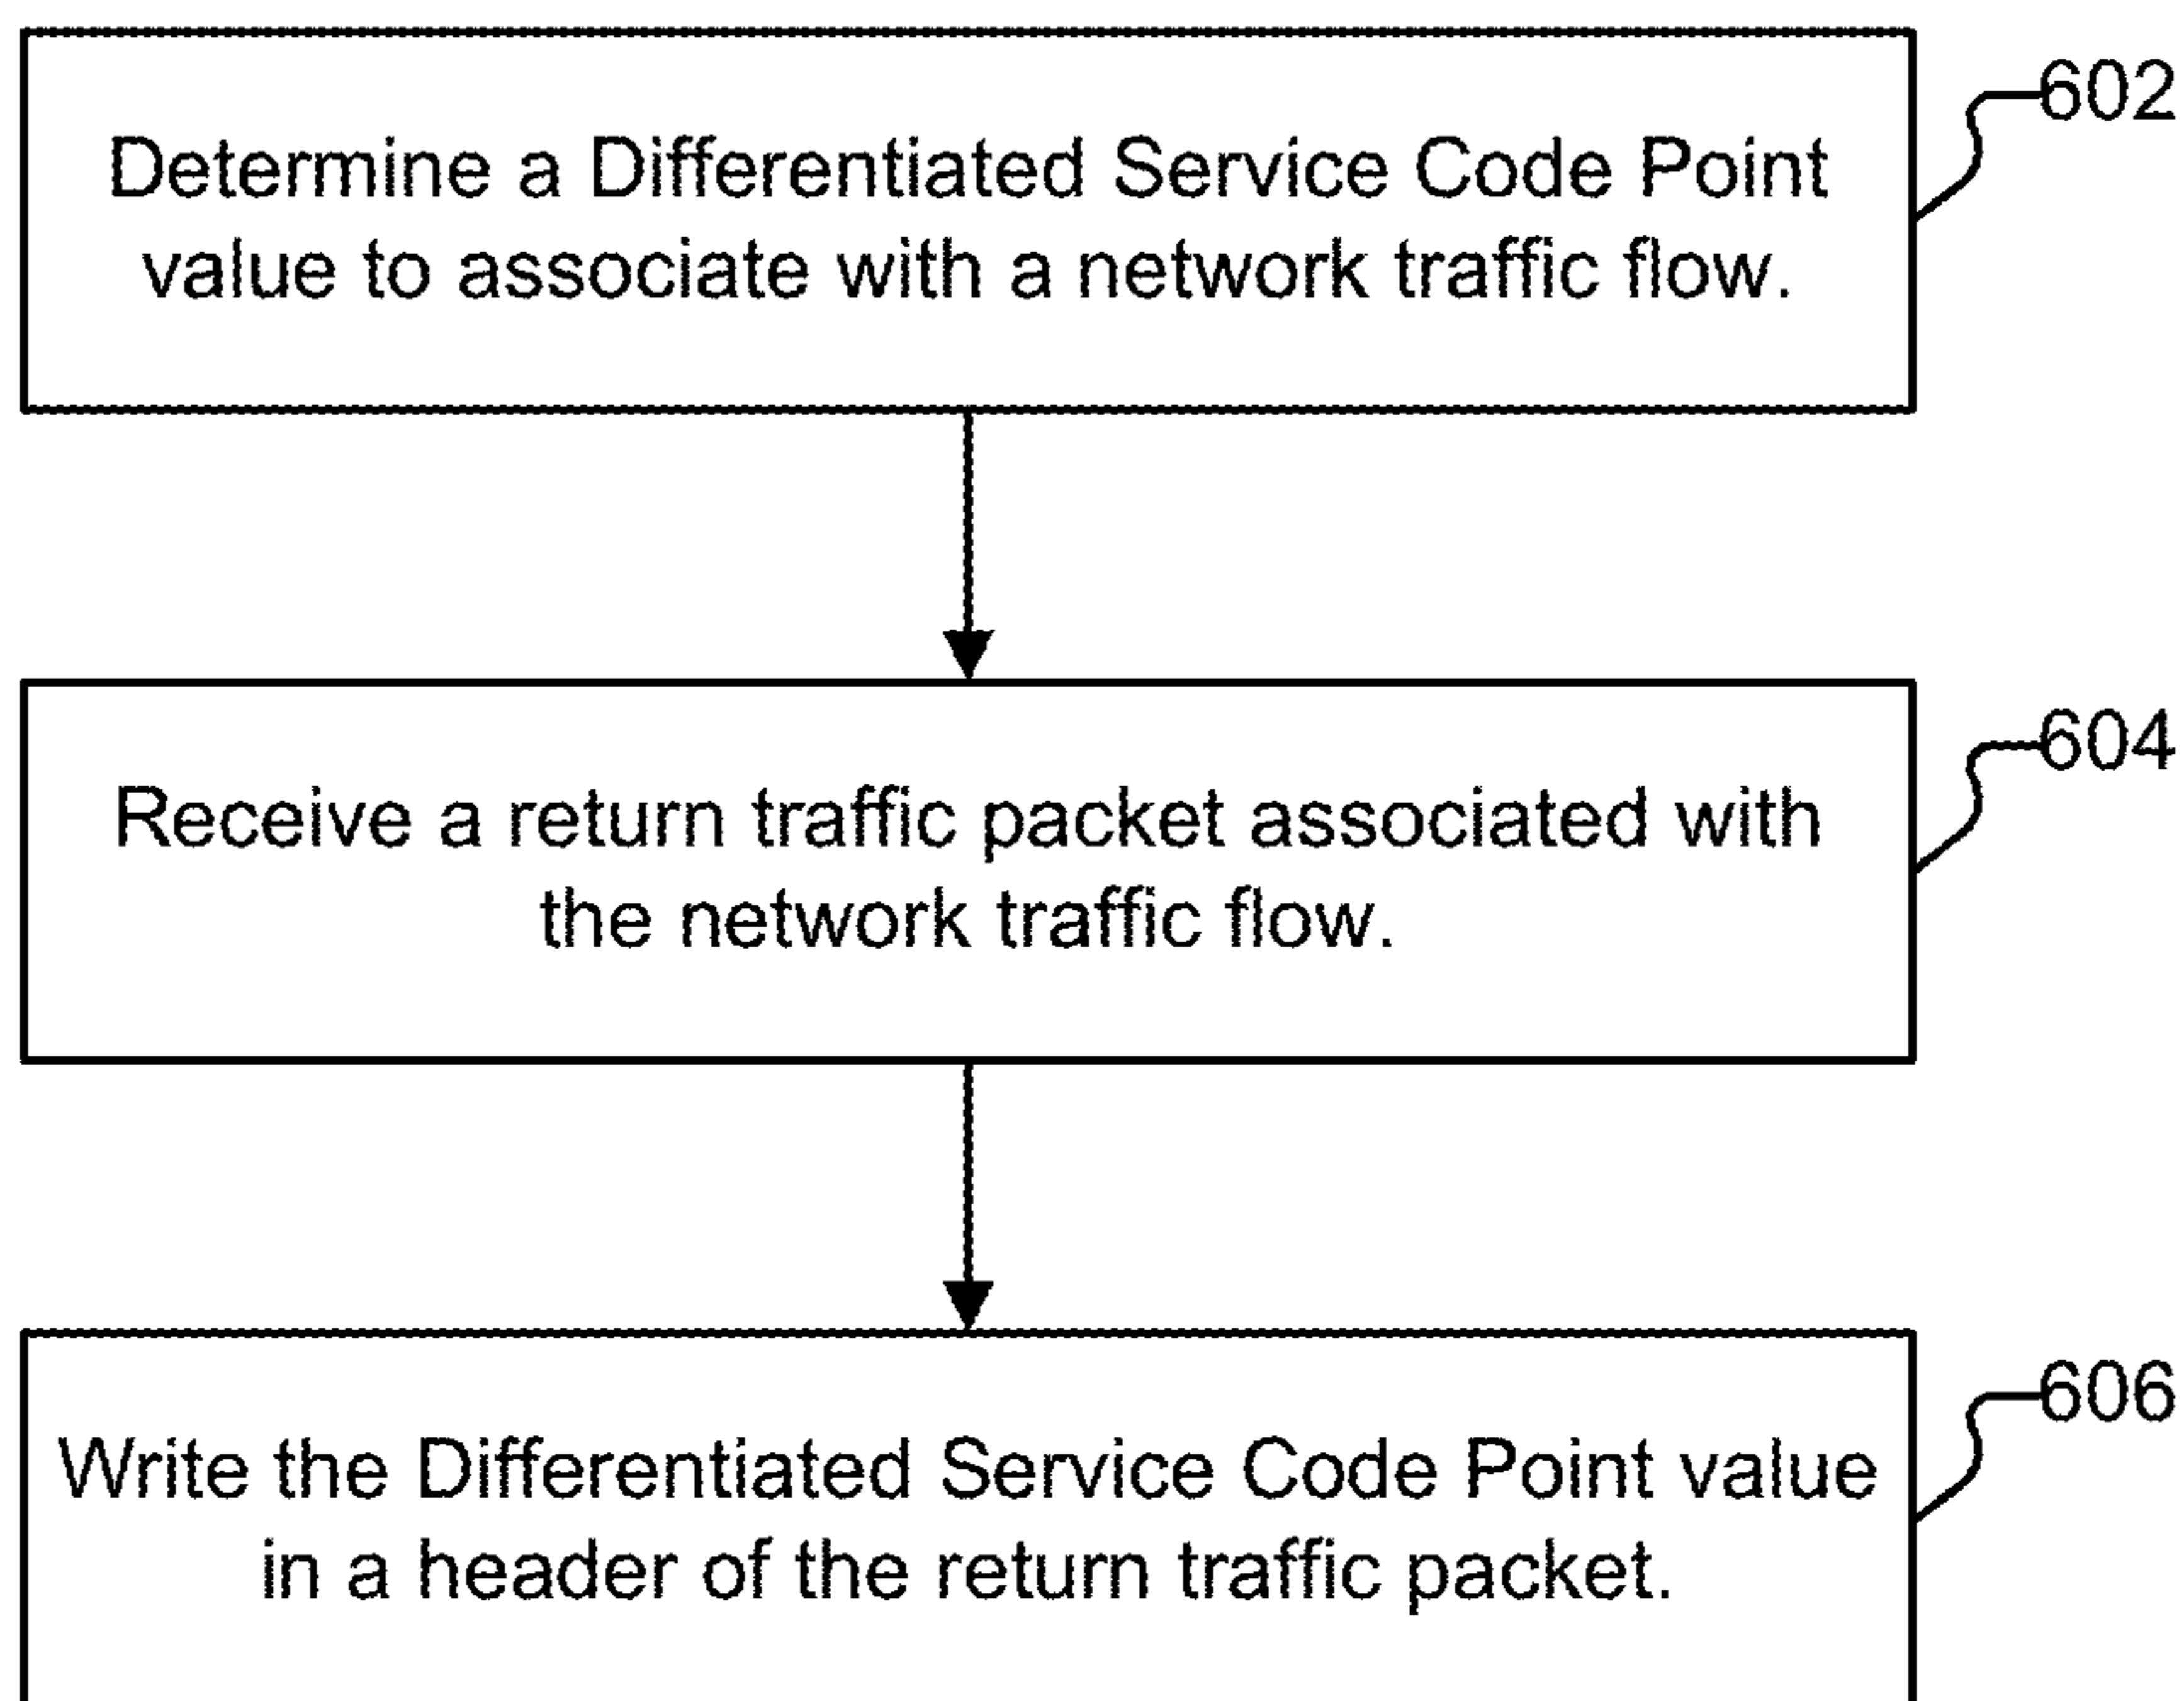 602
Determine a Differentiated Service Code Point
value to associate with a network traffic flow.
604
Receive a return traffic packet associated with
the network traffic flow.
606
Write the Differentiated Service Code Point value
in a header of the return traffic packet.